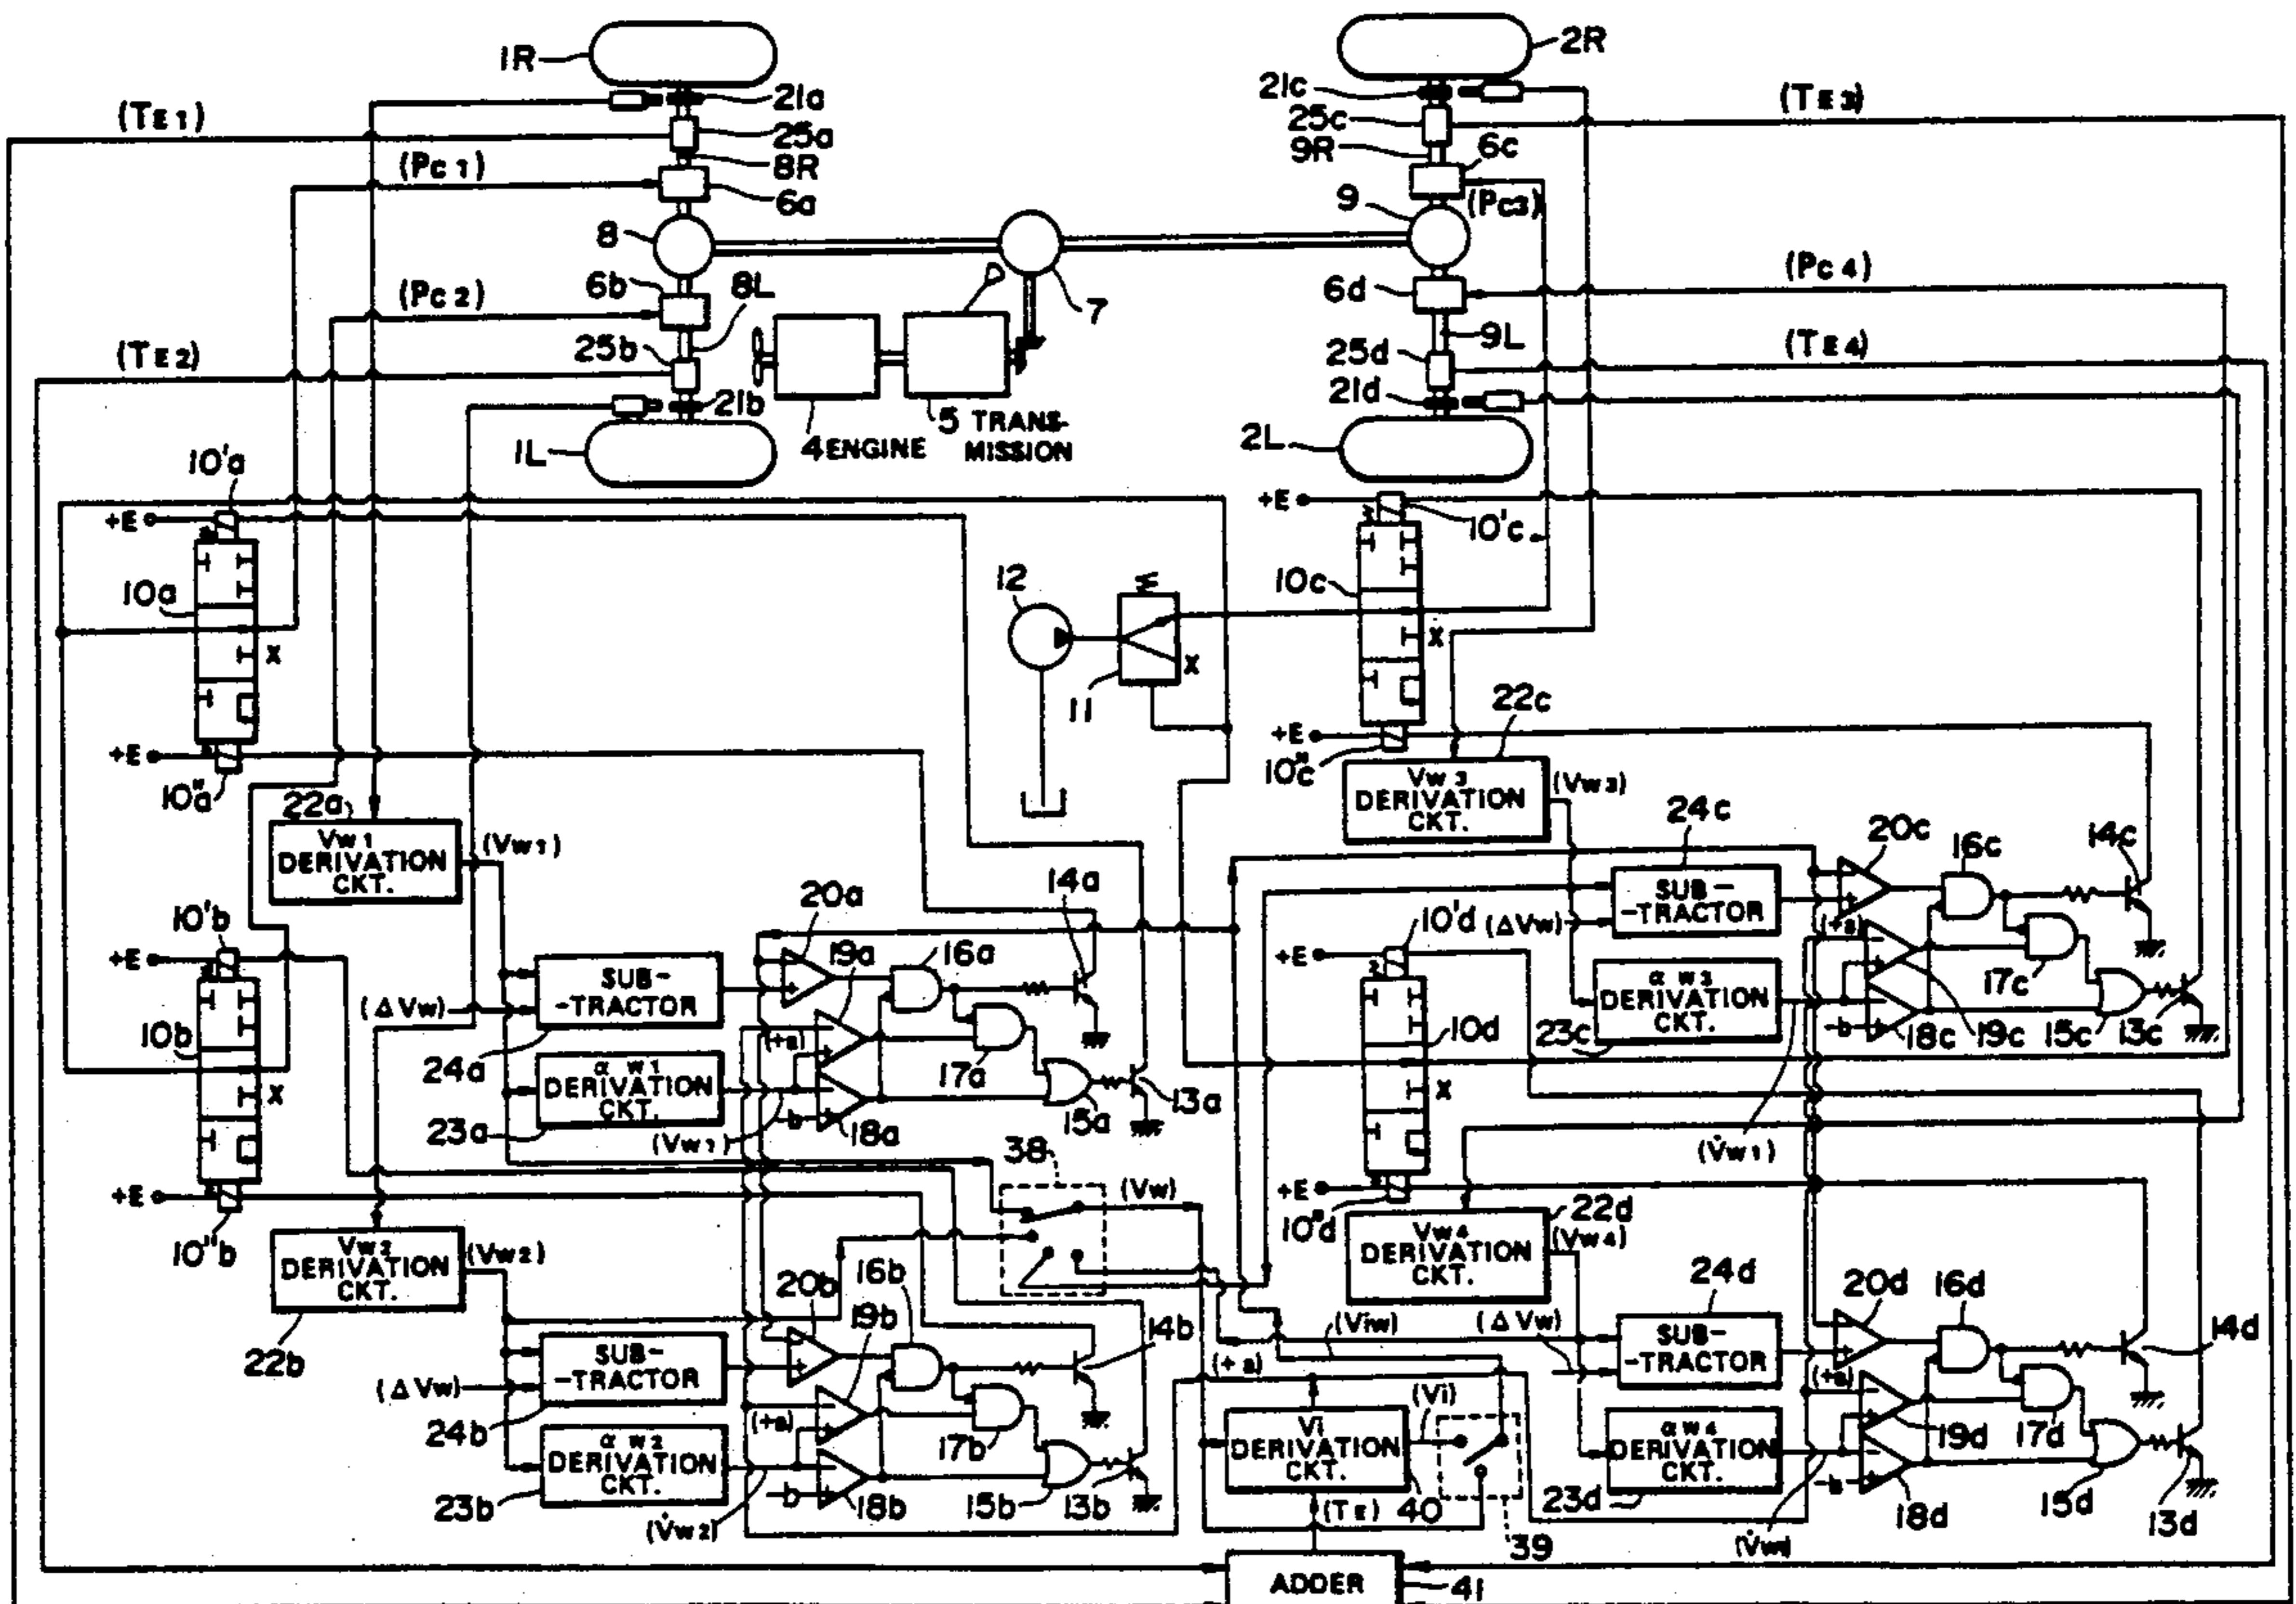 1R
2R
21a
21c
(TE1)
(TE3)
25a
25c
8R
9R
6c
(Pc1)
6a
9
(Pc3)
8
7
6b
8L
6d
(Pc4)
(Pc2)
25b
9L
(TE2)
25d
(TE4)
21b
21d
1L
4 ENGINE
5 TRANS-
MISSION
2L
10'a
+E
+E
10'c
10a
12
10c
X
X
X
11
+E
+E
10"a
10"c
22a
22c
Vw1
DERIVATION
CKT.
(Vw1)
Vw3
DERIVATION
CKT.
(Vw3)
24c
20c
16c
14c
SUB-
-TRACTOR
(ΔVw)
(+a)
10'b
+E
20a
19a
16a
14a
10'd
+E
SUB-
-TRACTOR
(ΔVw)
(+a)
αw3
DERIVATION
CKT.
17c
-b
23c
18c
19c
15c
13c
10b
X
24a
αw1
DERIVATION
CKT.
17a
10d
X
-b
23a
(Vw1)
18a
15a
13a
(V̇w1)
38
(Vw)
+E
10"b
+E
10"d
Vw2
DERIVATION
CKT.
(Vw2)
22b
Vw4
DERIVATION
CKT.
22d
(Vw4)
24d
20d
16d
14d
20b
16b
19b
14b
SUB-
-TRACTOR
(ΔVw)
(+a)
(Viw)
(ΔVw)
SUB-
-TRACTOR
(+a)
(+a)
24b
αw2
DERIVATION
CKT.
17b
Vi
DERIVATION
CKT.
(Vi)
αw4
DERIVATION
CKT.
19d
17d
-b
-b
23b
(V̇w2)
18b
15b
13b
(TE)
40
39
23d
18d
15d
13d
ADDER
41